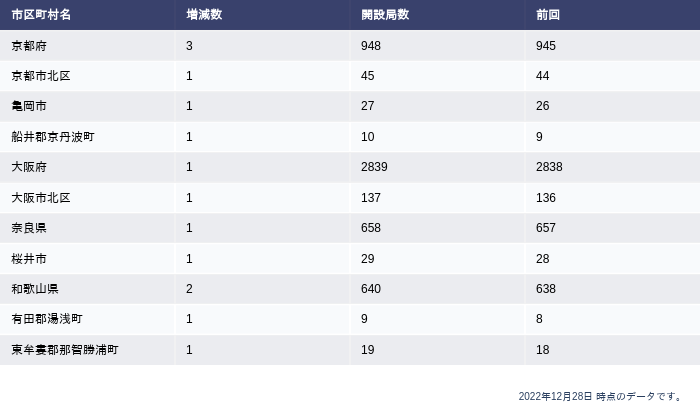 市区町村名 増減数 開設局数 前回
京都府 3 948 945
京都市北区 1 45 44
亀岡市 1 27 26
船井郡京丹波町 1 10 9
大阪府 1 2839 2838
大阪市北区 1 137 136
奈良県 1 658 657
桜井市 1 29 28
和歌山県 2 640 638
有田郡湯浅町 1 9 8
東牟婁郡那智勝浦町 1 19 18
2022年12月28日 時点のデータです。